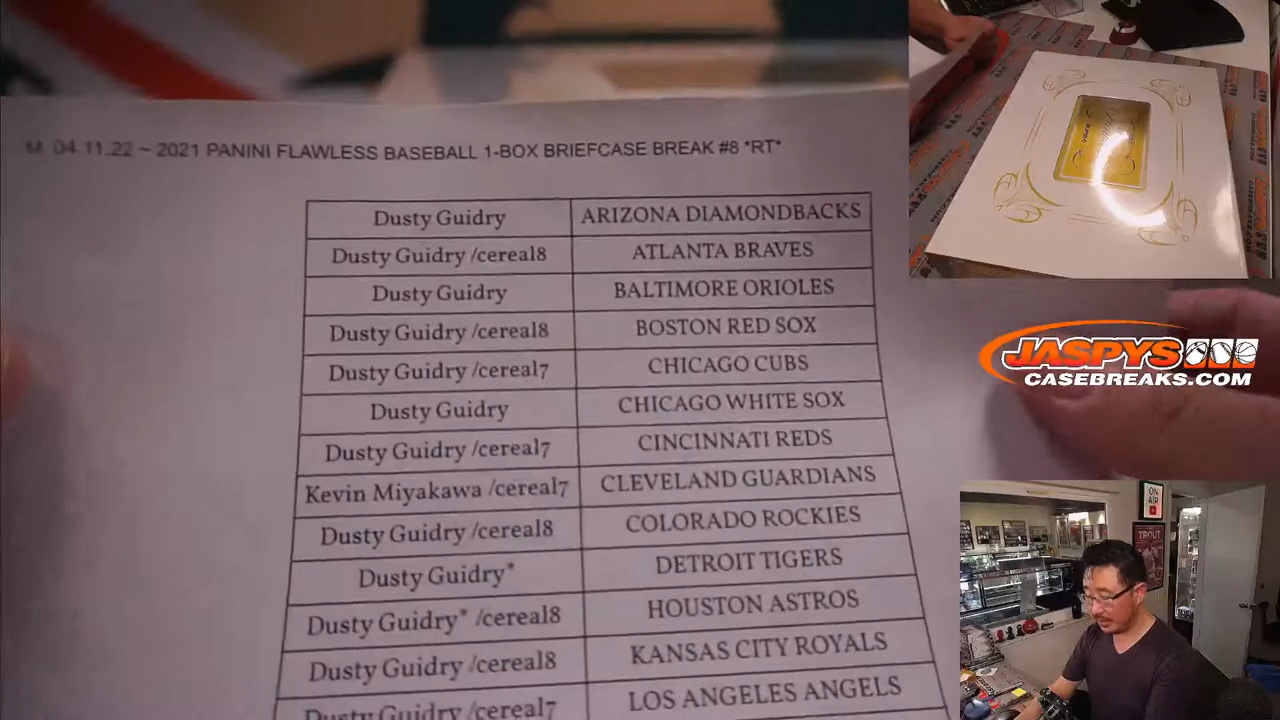 M. 04.11.22 ~ 2021 PANINI FLAWLESS BASEBALL 1-BOX BRIEFCASE BREAK #8 *RT*
Dusty Guidry ARIZONA DIAMONDBACKS
Dusty Guidry /cereal8 ATLANTA BRAVES
Dusty Guidry BALTIMORE ORIOLES
Dusty Guidry /cereal8 BOSTON RED SOX
Dusty Guidry /cereal7 CHICAGO CUBS
Dusty Guidry CHICAGO WHITE SOX
Dusty Guidry /cereal7 CINCINNATI REDS
Kevin Miyakawa /cereal7 CLEVELAND GUARDIANS
Dusty Guidry /cereal8 COLORADO ROCKIES
Dusty Guidry* DETROIT TIGERS
Dusty Guidry* /cereal8 HOUSTON ASTROS
Dusty Guidry /cereal8 KANSAS CITY ROYALS
Dusty Guidry /cereal7 LOS ANGELES ANGELS
JASPYS
CASEBREAKS.COM
ON AIR
TROUT